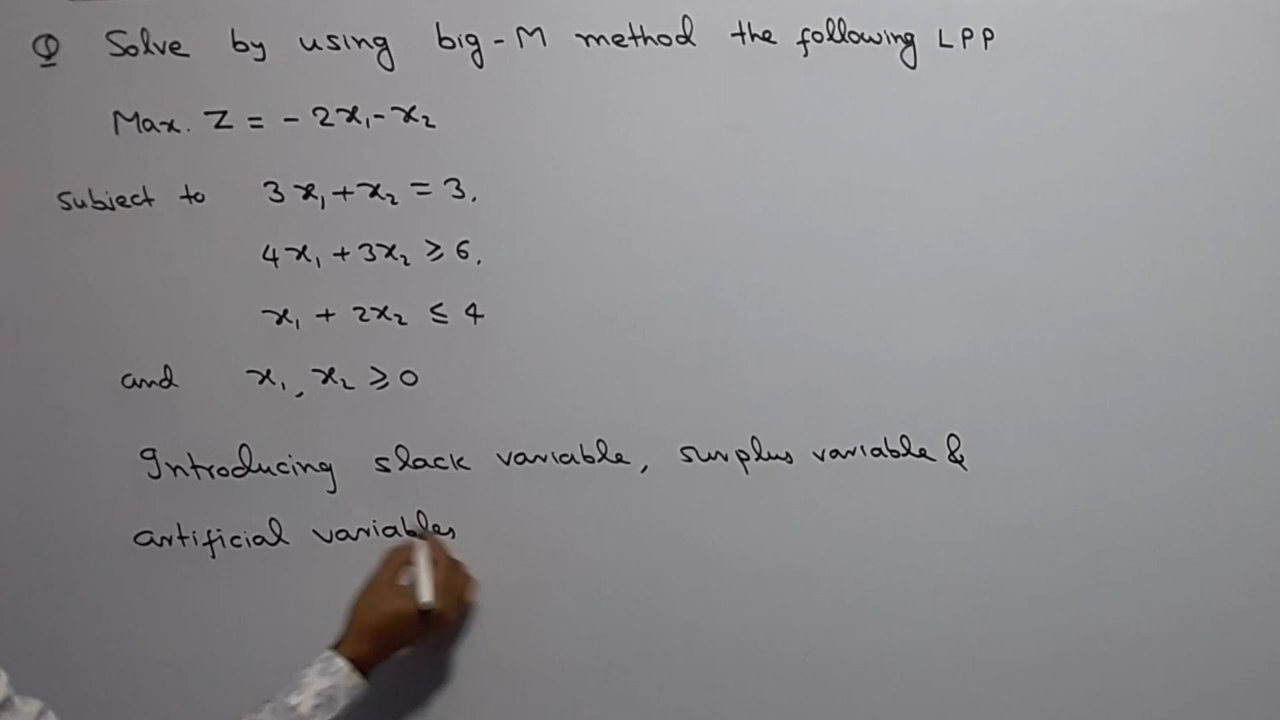 Q Solve by using big-M method the following LPP
Max. Z = - 2x₁ - x₂
subject to 3x₁ + x₂ = 3.
4x₁ + 3x₂ ≥ 6.
x₁ + 2x₂ ≤ 4
and x₁, x₂ ≥ 0
Introducing slack variable, surplus variable &
artificial variables